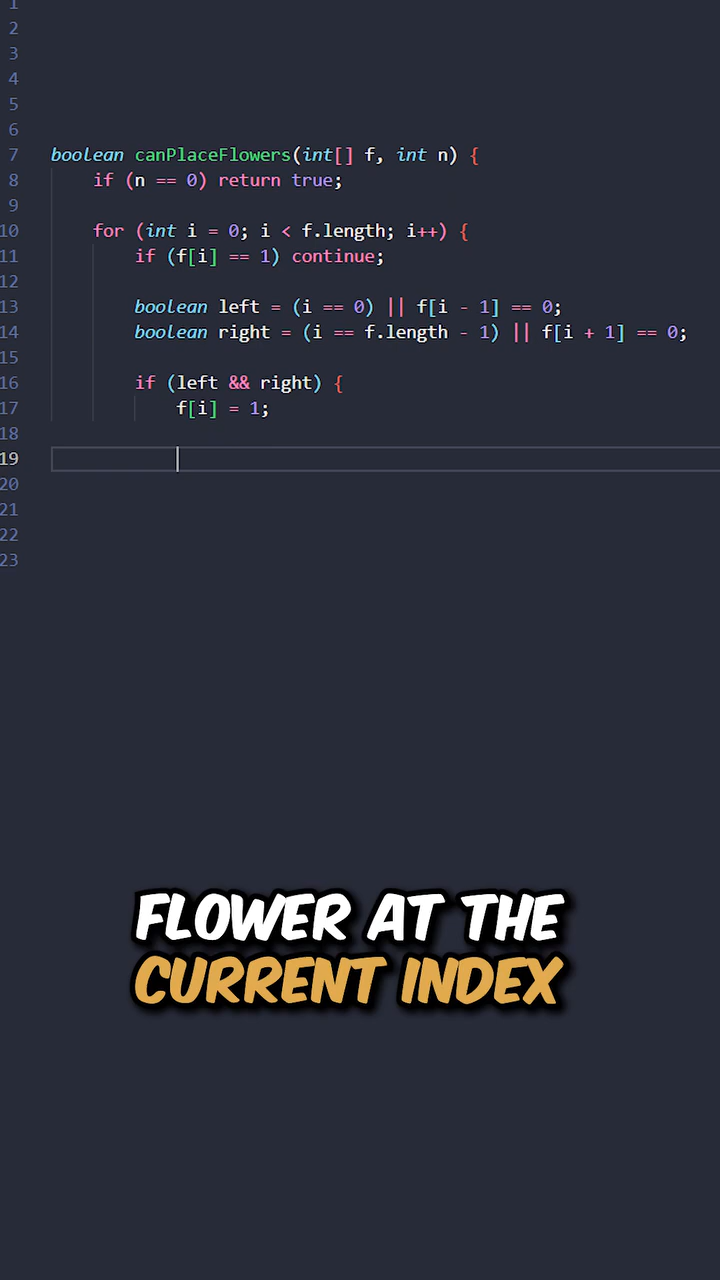 1
2
3
4
5
6
7 boolean canPlaceFlowers(int[] f, int n) {
8 if (n == 0) return true;
9
10 for (int i = 0; i < f.length; i++) {
11 if (f[i] == 1) continue;
12
13 boolean left = (i == 0) || f[i - 1] == 0;
14 boolean right = (i == f.length - 1) || f[i + 1] == 0;
15
16 if (left && right) {
17 f[i] = 1;
18
19
20
21
22
23
FLOWER AT THE
CURRENT INDEX